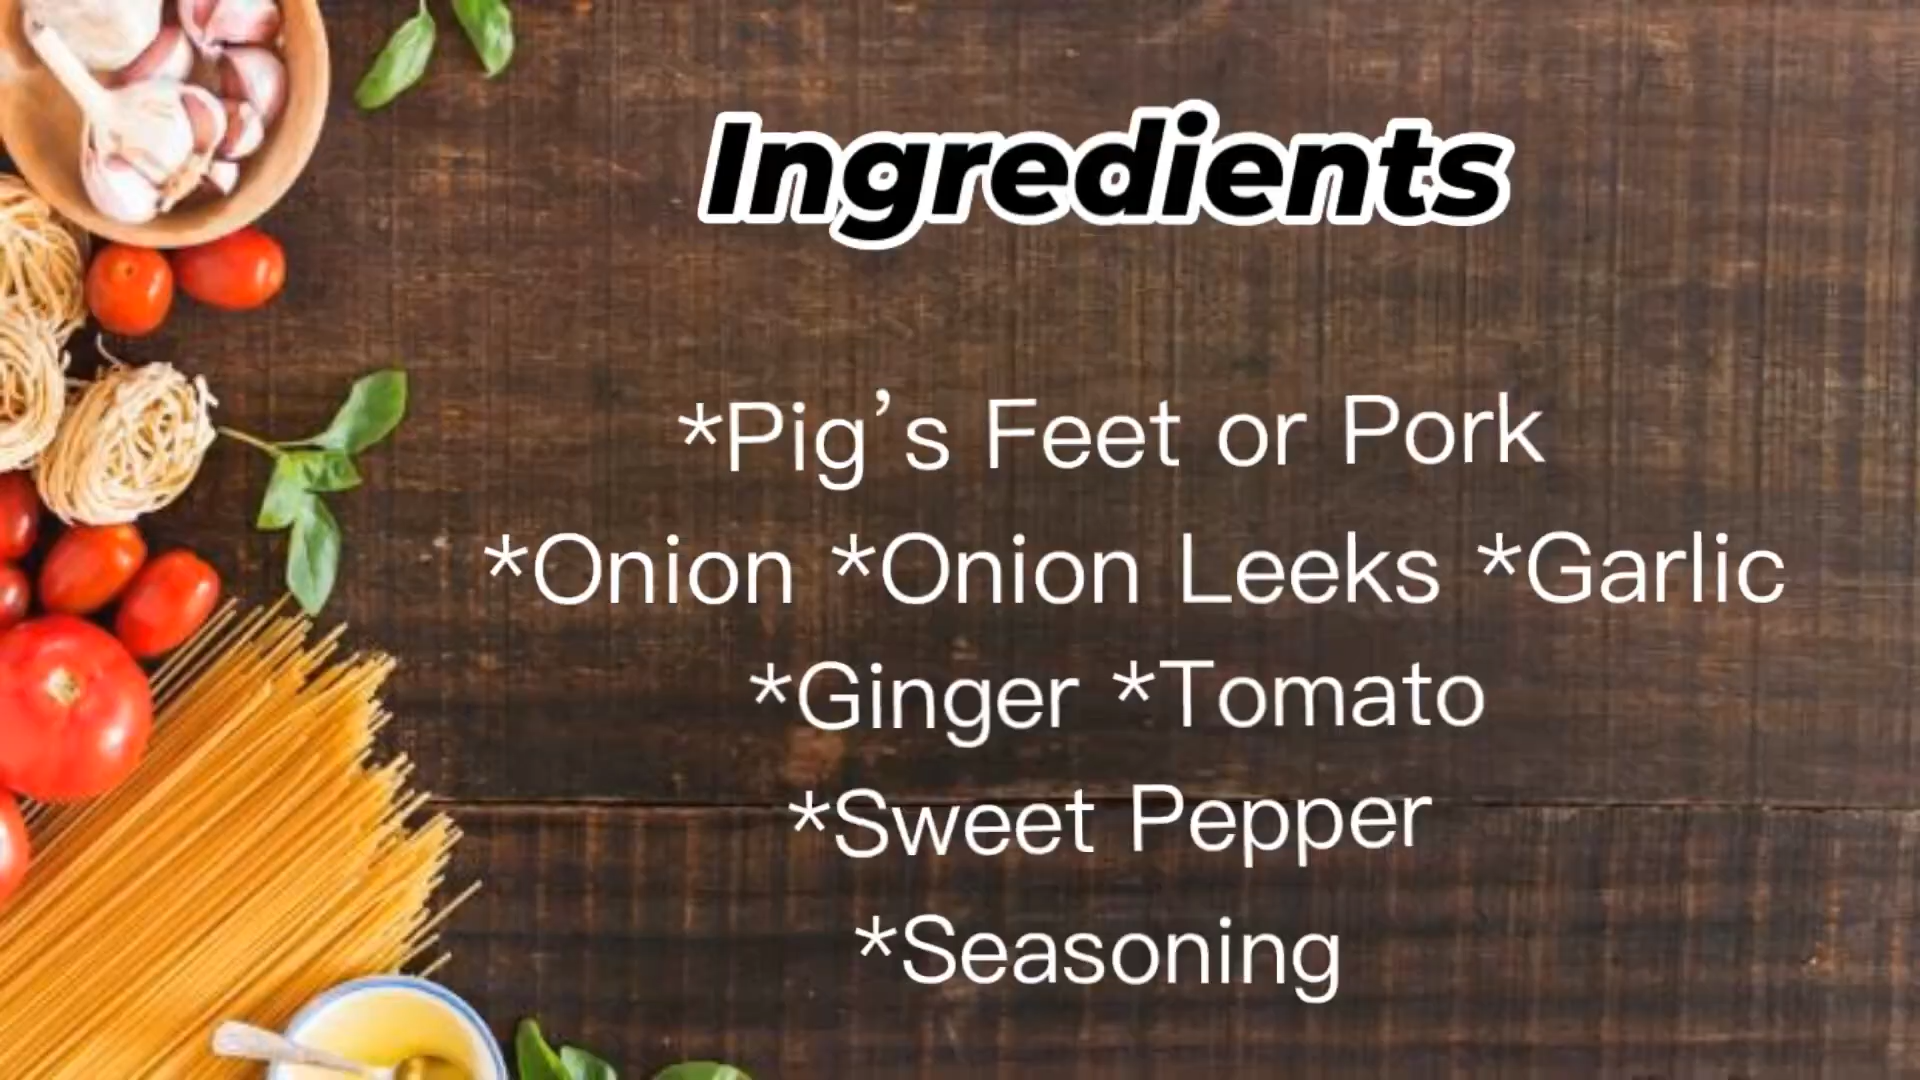 Ingredients
*Pig's Feet or Pork
*Onion *Onion Leeks *Garlic
*Ginger *Tomato
*Sweet Pepper
*Seasoning